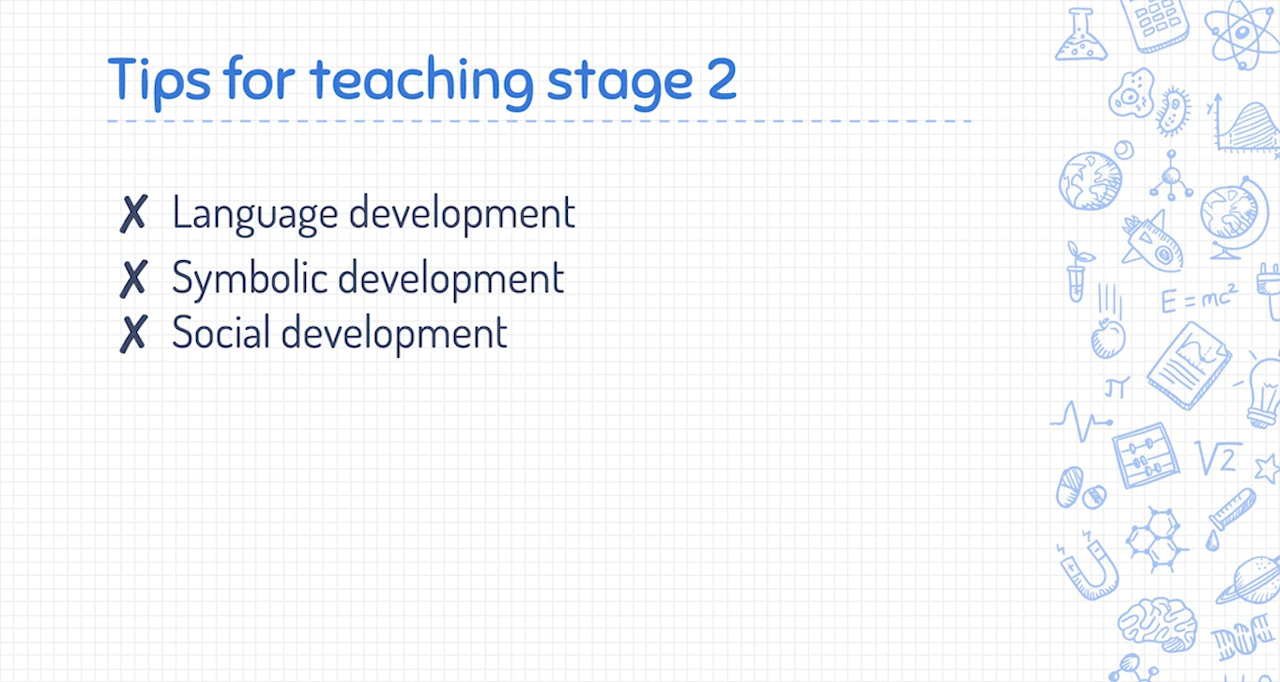 Tips for teaching stage 2
✗ Language development
✗ Symbolic development
✗ Social development
y
x
E = mc²
π
√2